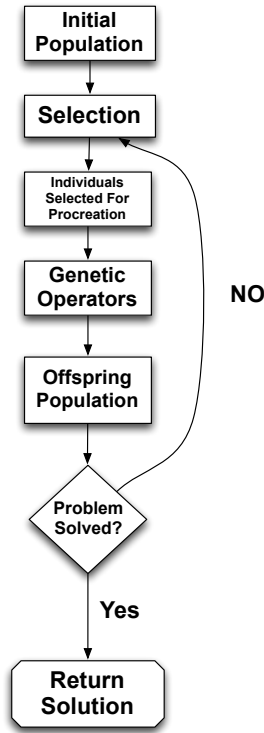 Initial
Population
Selection
Individuals
Selected For
Procreation
Genetic
Operators
NO
Offspring
Population
Problem
Solved?
Yes
Return
Solution